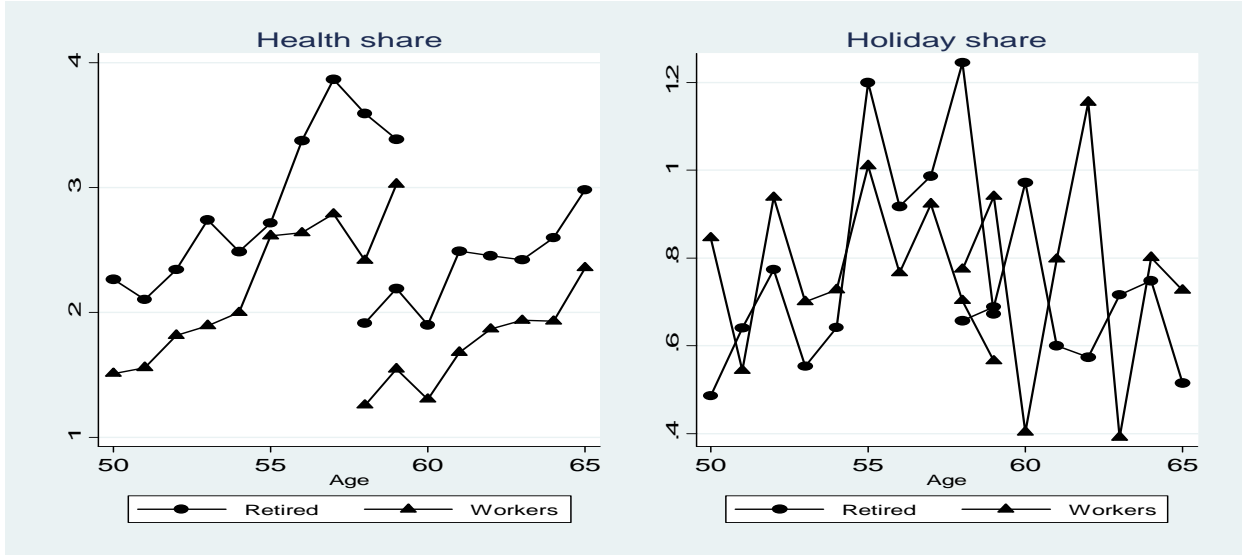 Health share
4
3
2
1
50 55 60 65
Age
Retired Workers
Holiday share
1.2
1
.8
.6
.4
50 55 60 65
Age
Retired Workers